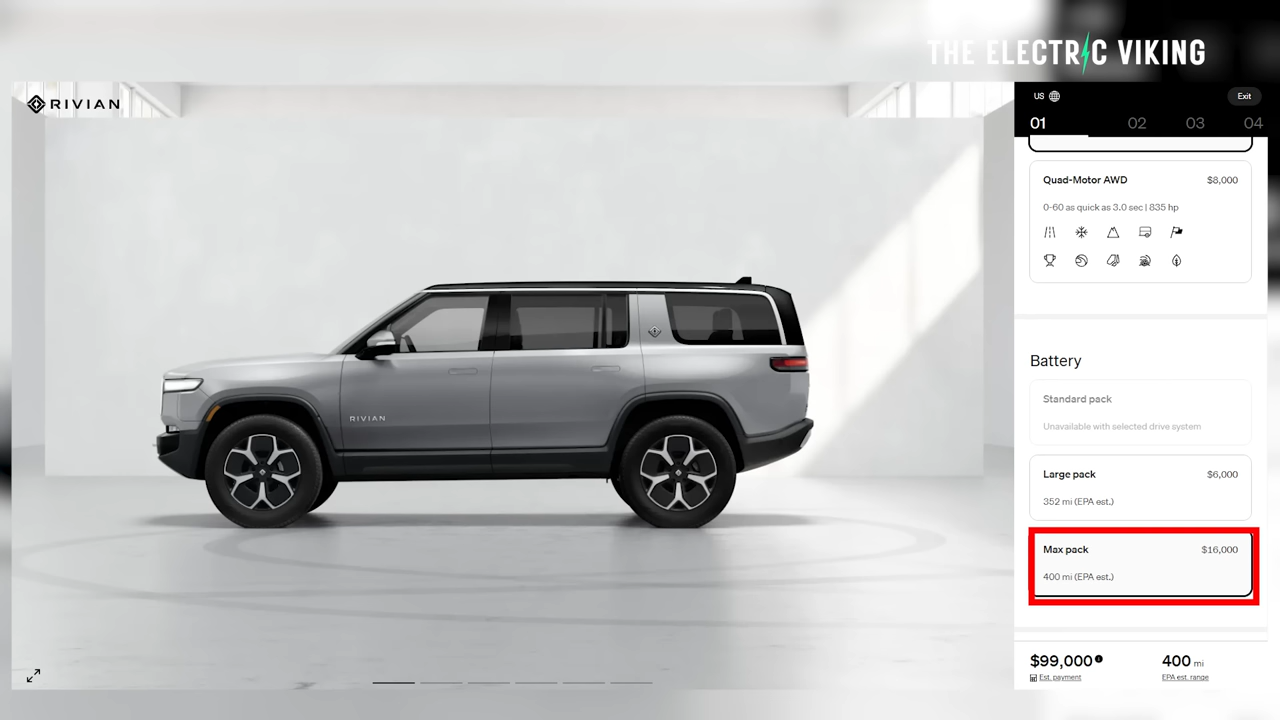 THE ELECTRIC VIKING
RIVIAN
US
Exit
01 02 03 04
Quad-Motor AWD $8,000
0-60 as quick as 3.0 sec | 835 hp
Battery
Standard pack
Unavailable with selected drive system
Large pack $6,000
352 mi (EPA est.)
Max pack $16,000
400 mi (EPA est.)
RIVIAN
$99,000 400 mi
Est. payment EPA est. range